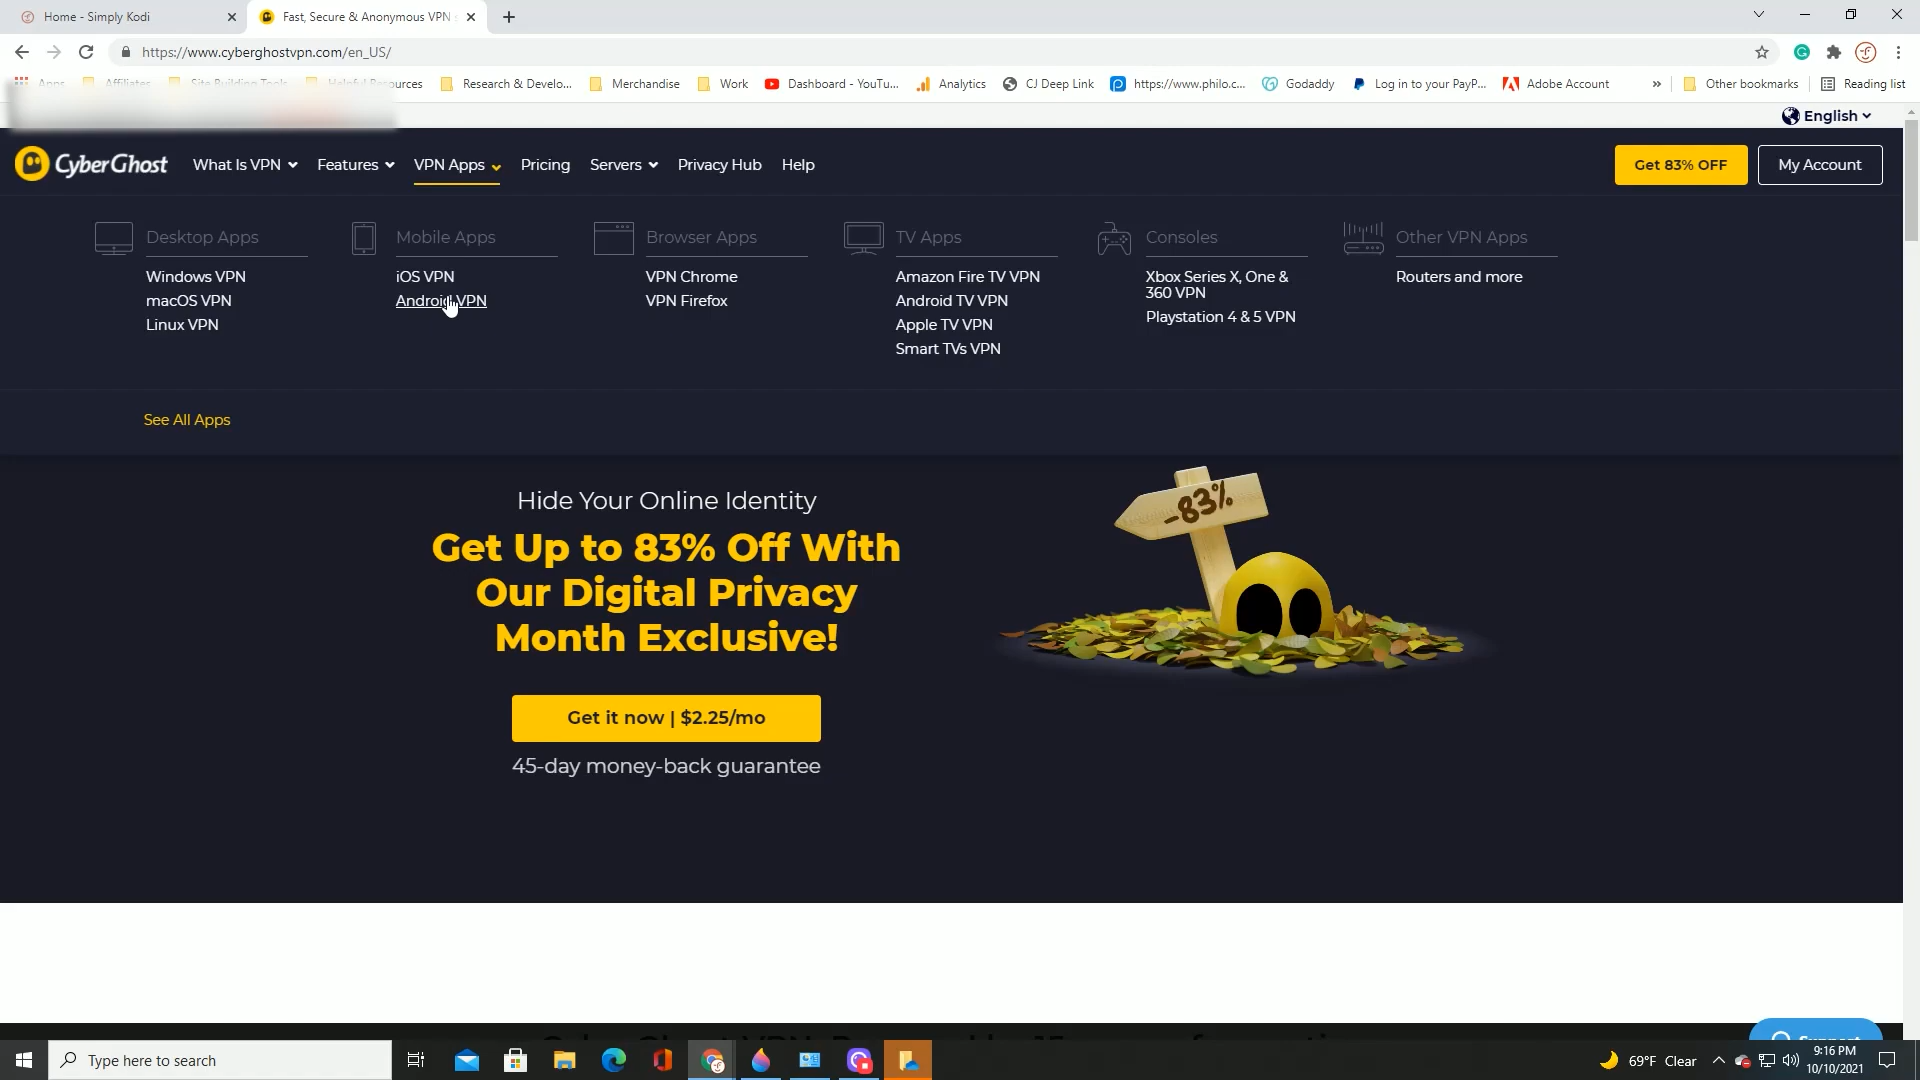 Home - Simply Kodi
Fast, Secure & Anonymous VPN
https://www.cyberghostvpn.com/en_US/
Apps
Affiliates
Site Building Tools
Helpful Resources
Research & Develo...
Merchandise
Work
Dashboard - YouTu...
Analytics
CJ Deep Link
https://www.philo.c...
Godaddy
Log in to your PayP...
Adobe Account
»
Other bookmarks
Reading list
English
CyberGhost
What Is VPN
Features
VPN Apps
Pricing
Servers
Privacy Hub
Help
Get 83% OFF
My Account
Desktop Apps
Windows VPN
macOS VPN
Linux VPN
Mobile Apps
iOS VPN
Android VPN
Browser Apps
VPN Chrome
VPN Firefox
TV Apps
Amazon Fire TV VPN
Android TV VPN
Apple TV VPN
Smart TVs VPN
Consoles
Xbox Series X, One &
360 VPN
Playstation 4 & 5 VPN
Other VPN Apps
Routers and more
See All Apps
-83%
Hide Your Online Identity
Get Up to 83% Off With
Our Digital Privacy
Month Exclusive!
Get it now | $2.25/mo
45-day money-back guarantee
Support
Type here to search
69°F Clear
9:16 PM
10/10/2021